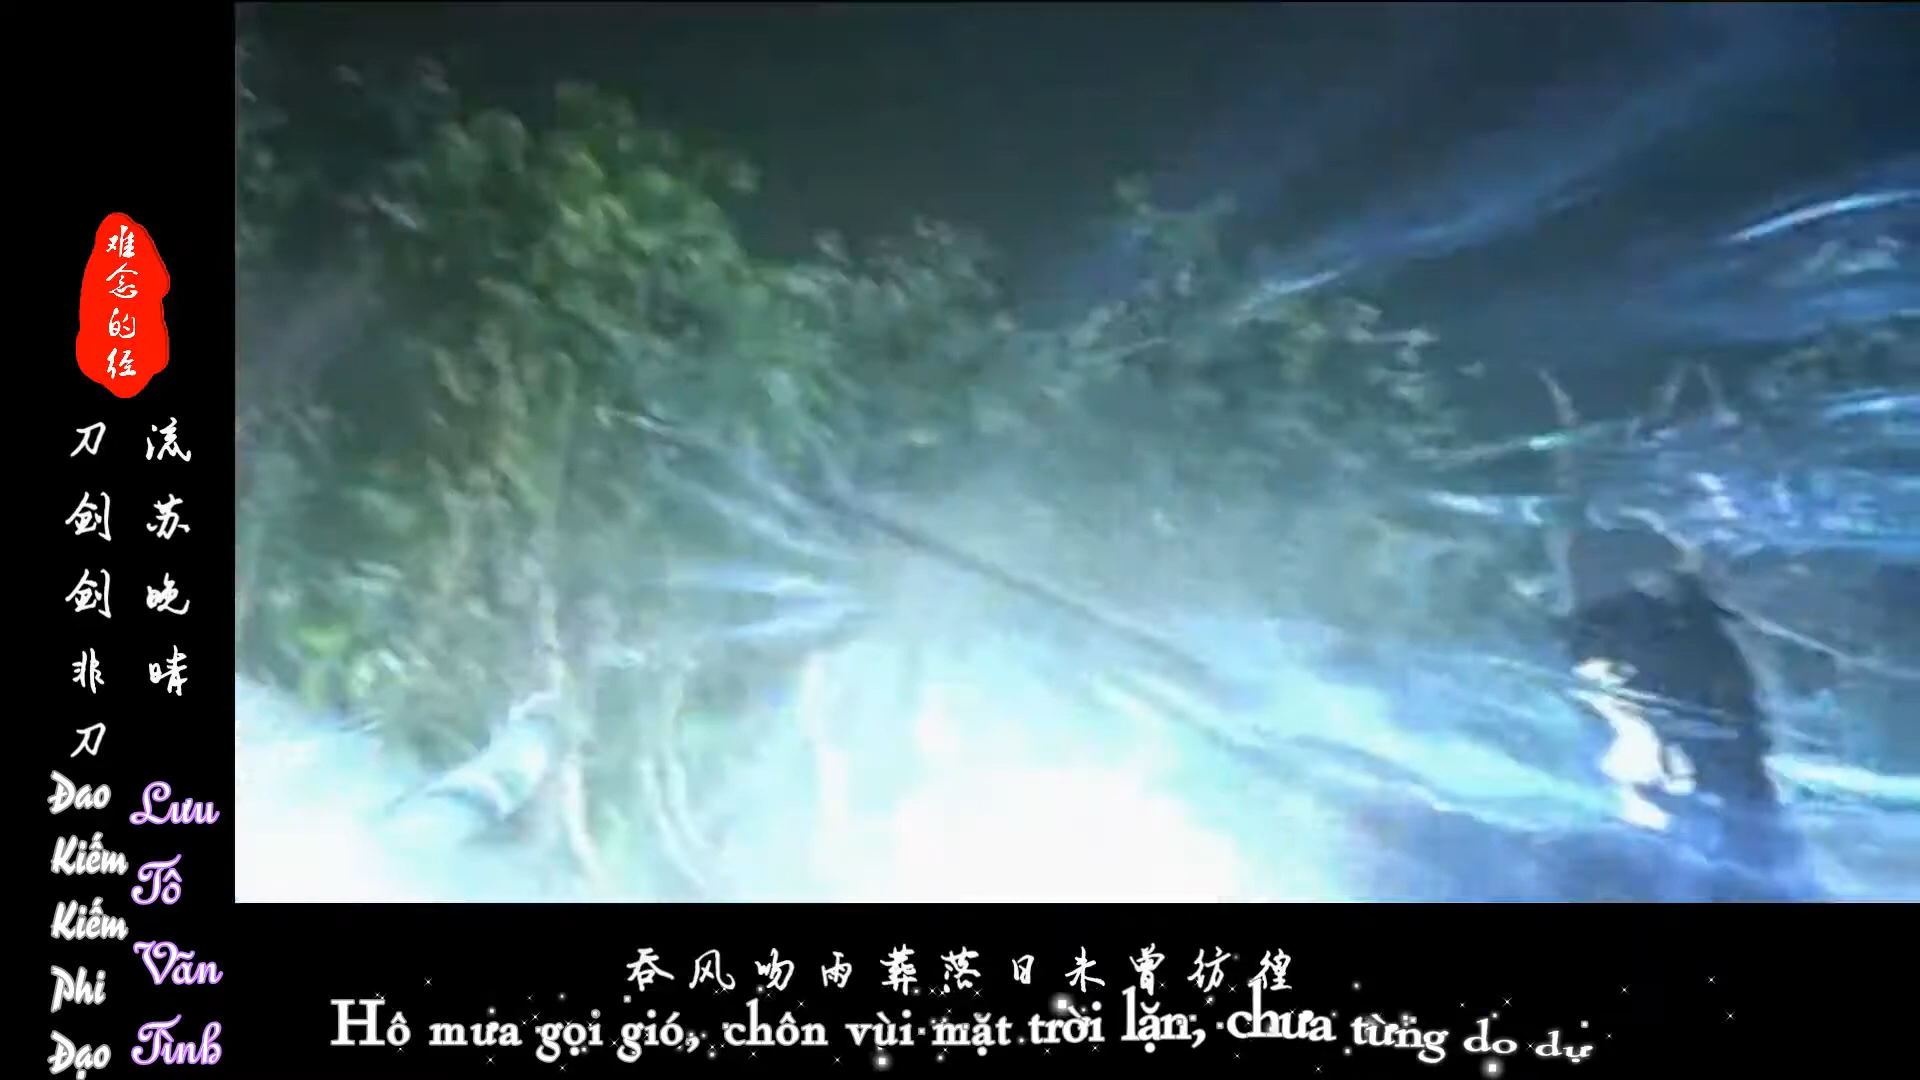 难念的经
流苏晚晴
刀剑剑非刀
Đao Kiếm Kiếm Phi Đạo
Lưu Tô Vãn Tình
吞风吻雨葬落日未曾彷徨
Hô mưa gọi gió, chôn vùi mặt trời lặn, chưa từng do dự